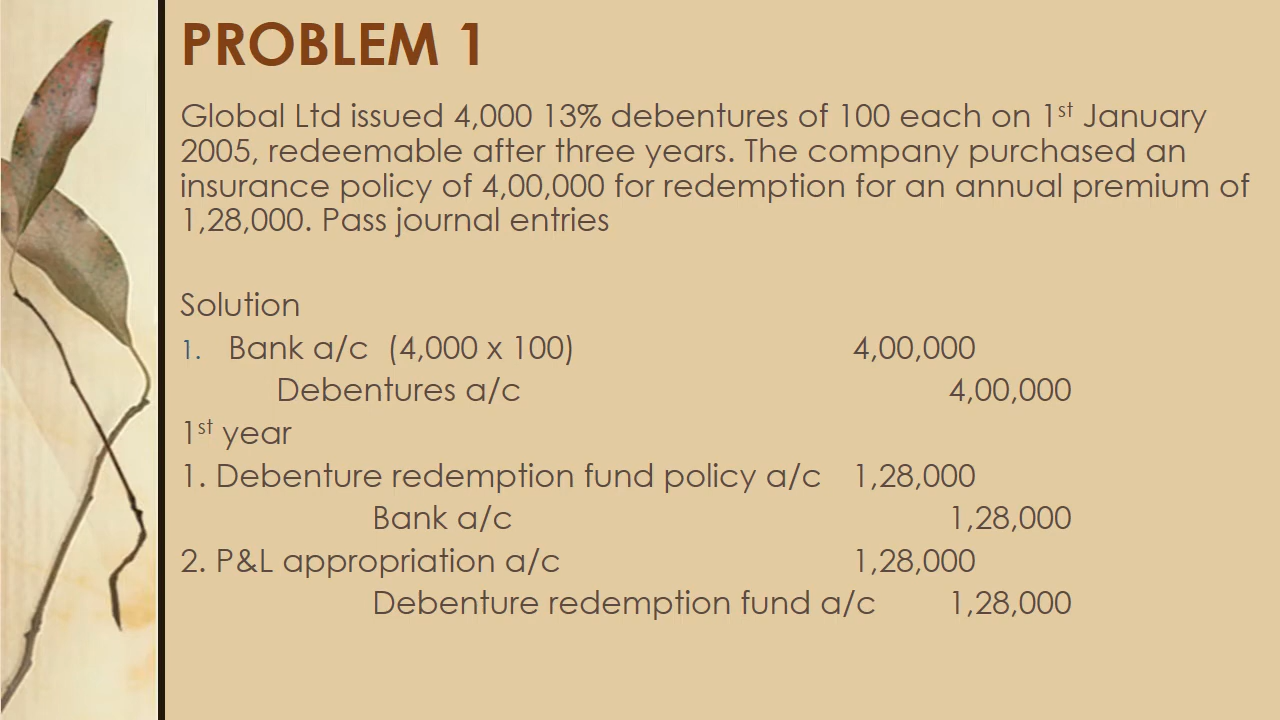 PROBLEM 1
Global Ltd issued 4,000 13% debentures of 100 each on 1st January
2005, redeemable after three years. The company purchased an
insurance policy of 4,00,000 for redemption for an annual premium of
1,28,000. Pass journal entries
Solution
1. Bank a/c (4,000 x 100) 4,00,000
Debentures a/c 4,00,000
1st year
1. Debenture redemption fund policy a/c 1,28,000
Bank a/c 1,28,000
2. P&L appropriation a/c 1,28,000
Debenture redemption fund a/c 1,28,000